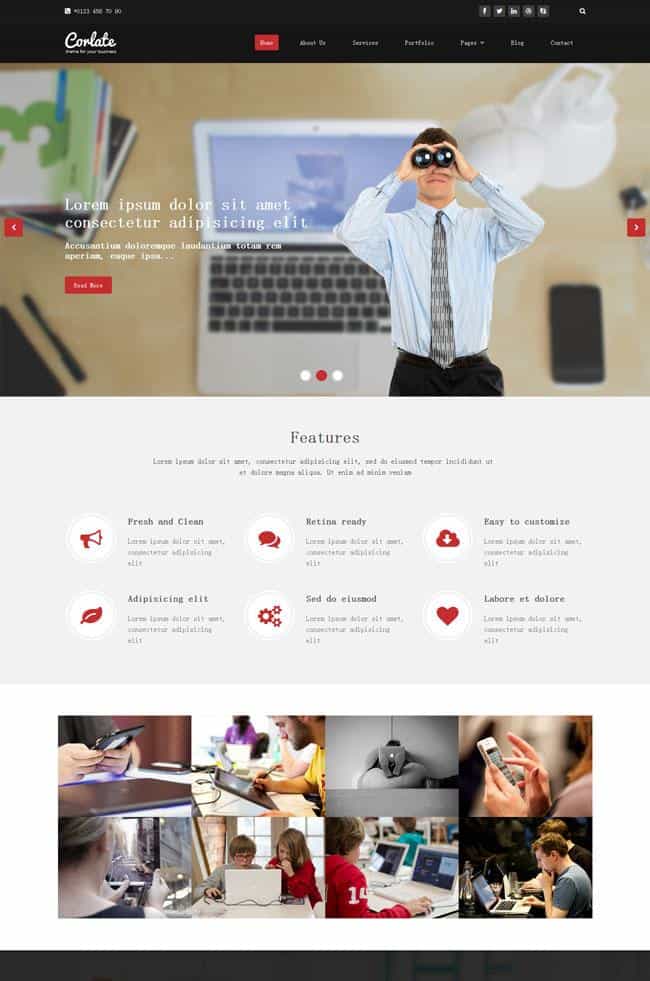 +0123 456 70 90
Corlate
theme for your business
Home
About Us
Services
Portfolio
Pages
Blog
Contact
Lorem ipsum dolor sit amet
consectetur adipisicing elit
Accusantium doloremque laudantium totam rem
aperiam, eaque ipsa...
Read More
Features
Lorem ipsum dolor sit amet, consectetur adipisicing elit, sed do eiusmod tempor incididunt ut
et dolore magna aliqua. Ut enim ad minim veniam
Fresh and Clean
Lorem ipsum dolor sit amet,
consectetur adipisicing
elit
Retina ready
Lorem ipsum dolor sit amet,
consectetur adipisicing
elit
Easy to customize
Lorem ipsum dolor sit amet,
consectetur adipisicing
elit
Adipisicing elit
Lorem ipsum dolor sit amet,
consectetur adipisicing
elit
Sed do eiusmod
Lorem ipsum dolor sit amet,
consectetur adipisicing
elit
Labore et dolore
Lorem ipsum dolor sit amet,
consectetur adipisicing
elit